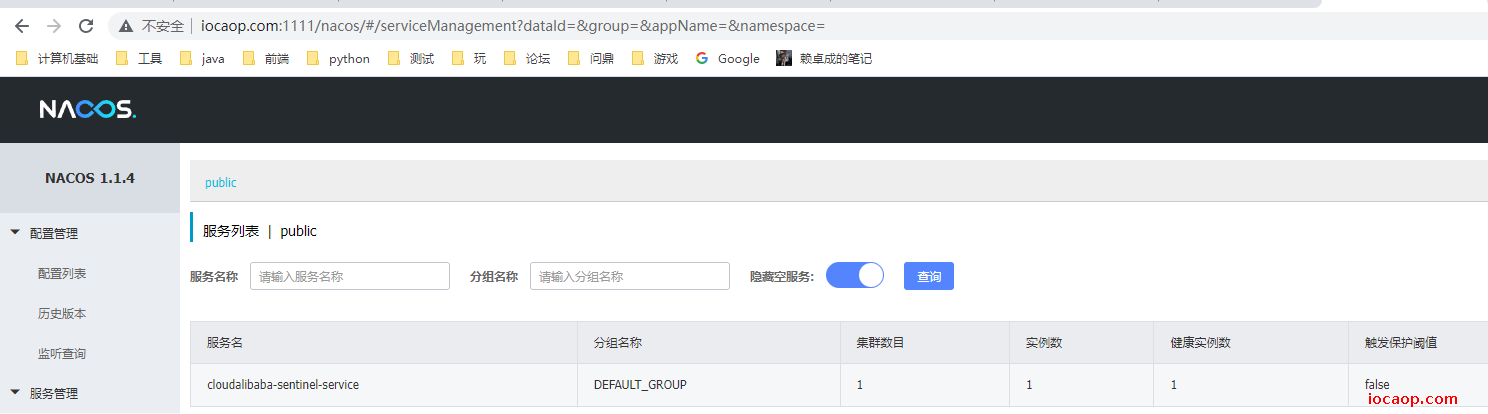 不安全 iocaop.com:1111/nacos/#/serviceManagement?dataId=&group=&appName=&namespace=
计算机基础 工具 java 前端 python 测试 玩 论坛 问鼎 游戏 Google 赖卓成的笔记
NACOS.
NACOS 1.1.4
public
配置管理
服务列表 | public
配置列表
服务名称 请输入服务名称 分组名称 请输入分组名称 隐藏空服务: 查询
历史版本
服务名 分组名称 集群数目 实例数 健康实例数 触发保护阈值
监听查询
cloudalibaba-sentinel-service DEFAULT_GROUP 1 1 1 false
服务管理
iocaop.com